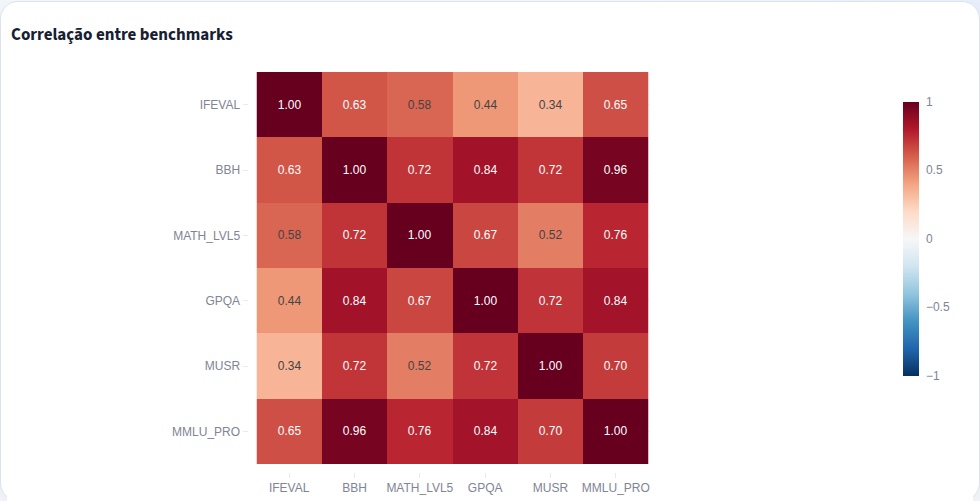 Correlação entre benchmarks
IFEVAL 1.00 0.63 0.58 0.44 0.34 0.65
BBH 0.63 1.00 0.72 0.84 0.72 0.96
MATH_LVL5 0.58 0.72 1.00 0.67 0.52 0.76
GPQA 0.44 0.84 0.67 1.00 0.72 0.84
MUSR 0.34 0.72 0.52 0.72 1.00 0.70
MMLU_PRO 0.65 0.96 0.76 0.84 0.70 1.00
IFEVAL BBH MATH_LVL5 GPQA MUSR MMLU_PRO
1
0.5
0
−0.5
−1